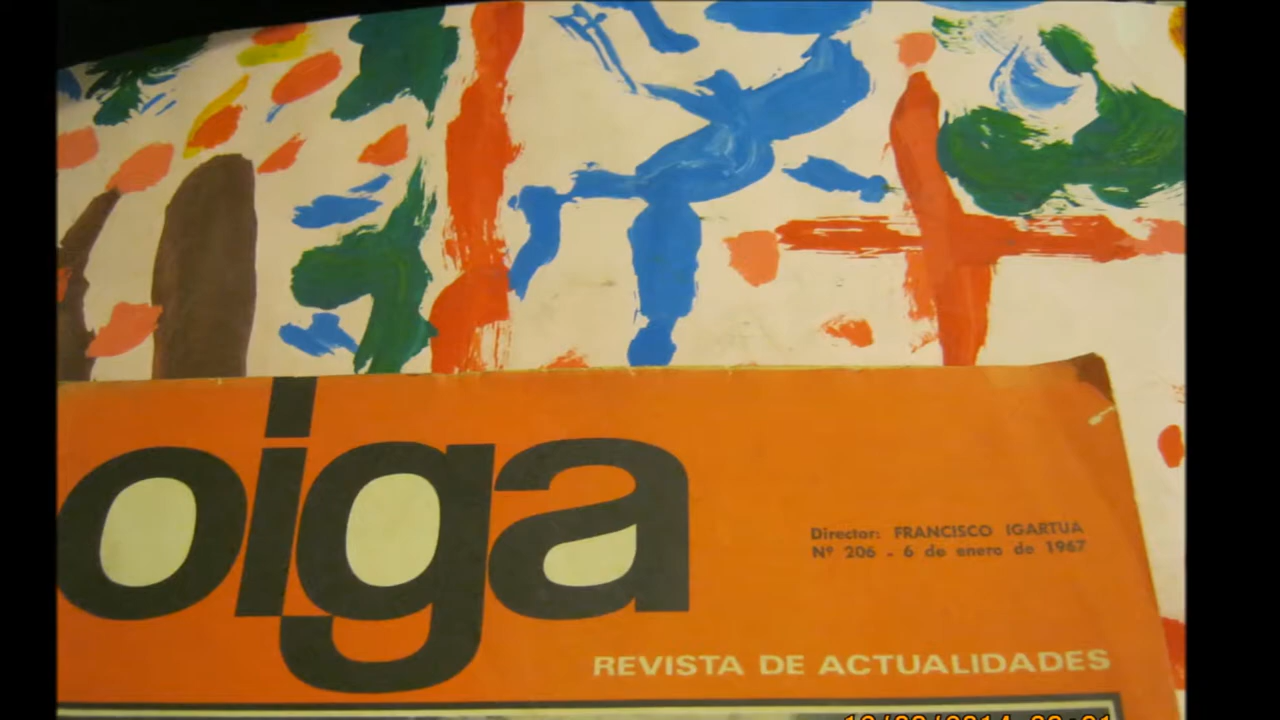 oiga
Director: FRANCISCO IGARTUA
Nº 206 - 6 de enero de 1967
REVISTA DE ACTUALIDADES